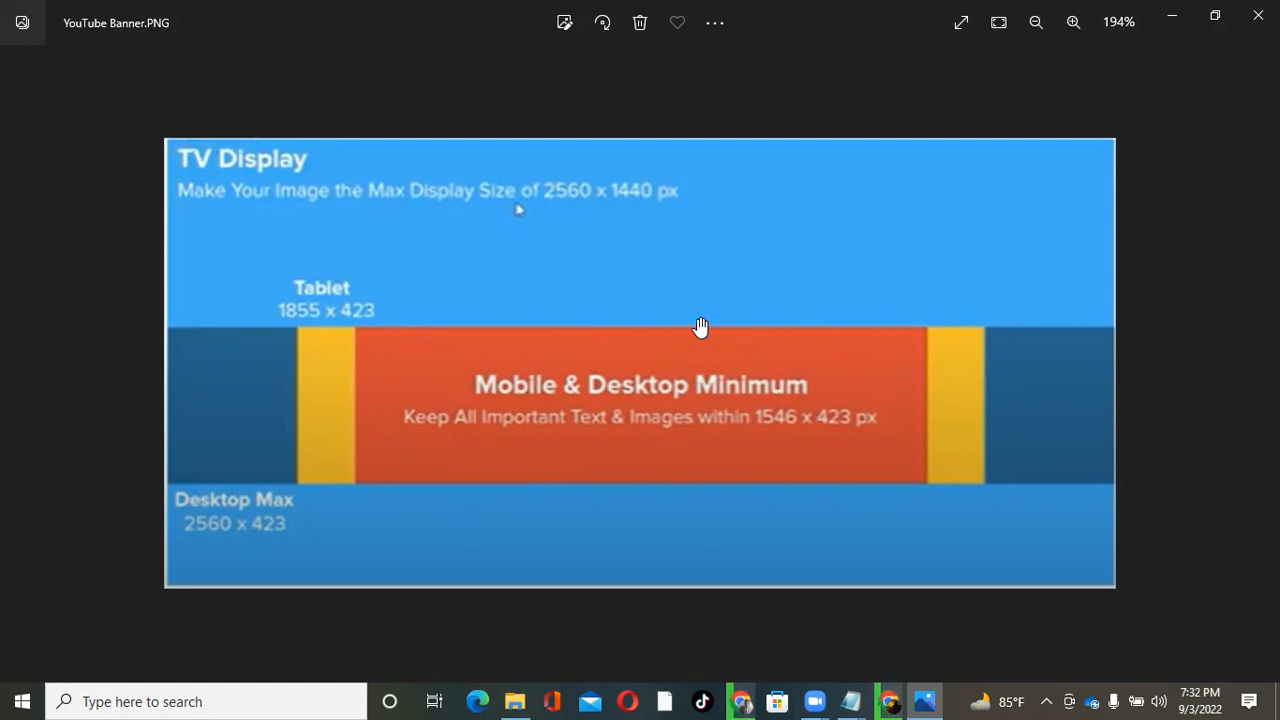 YouTube Banner.PNG
194%
TV Display
Make Your Image the Max Display Size of 2560 x 1440 px
Tablet
1855 x 423
Mobile & Desktop Minimum
Keep All Important Text & Images within 1546 x 423 px
Desktop Max
2560 x 423
Type here to search
85°F
7:32 PM
9/3/2022